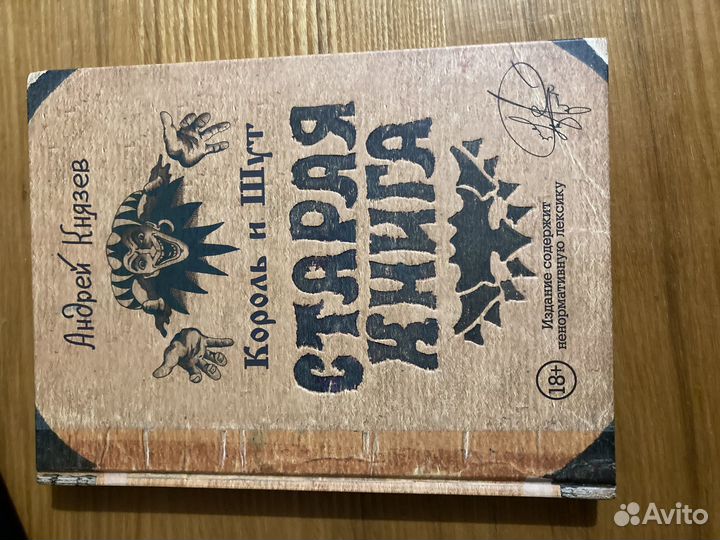 Андрей Князев
Король и Шут
СТАРАЯ
КНИГА
Издание содержит
ненормативную лексику
18+
Avito